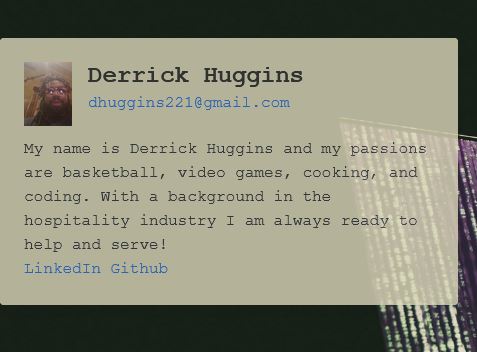 Derrick Huggins
dhuggins221@gmail.com
My name is Derrick Huggins and my passions
are basketball, video games, cooking, and
coding. With a background in the
hospitality industry I am always ready to
help and serve!
LinkedIn Github